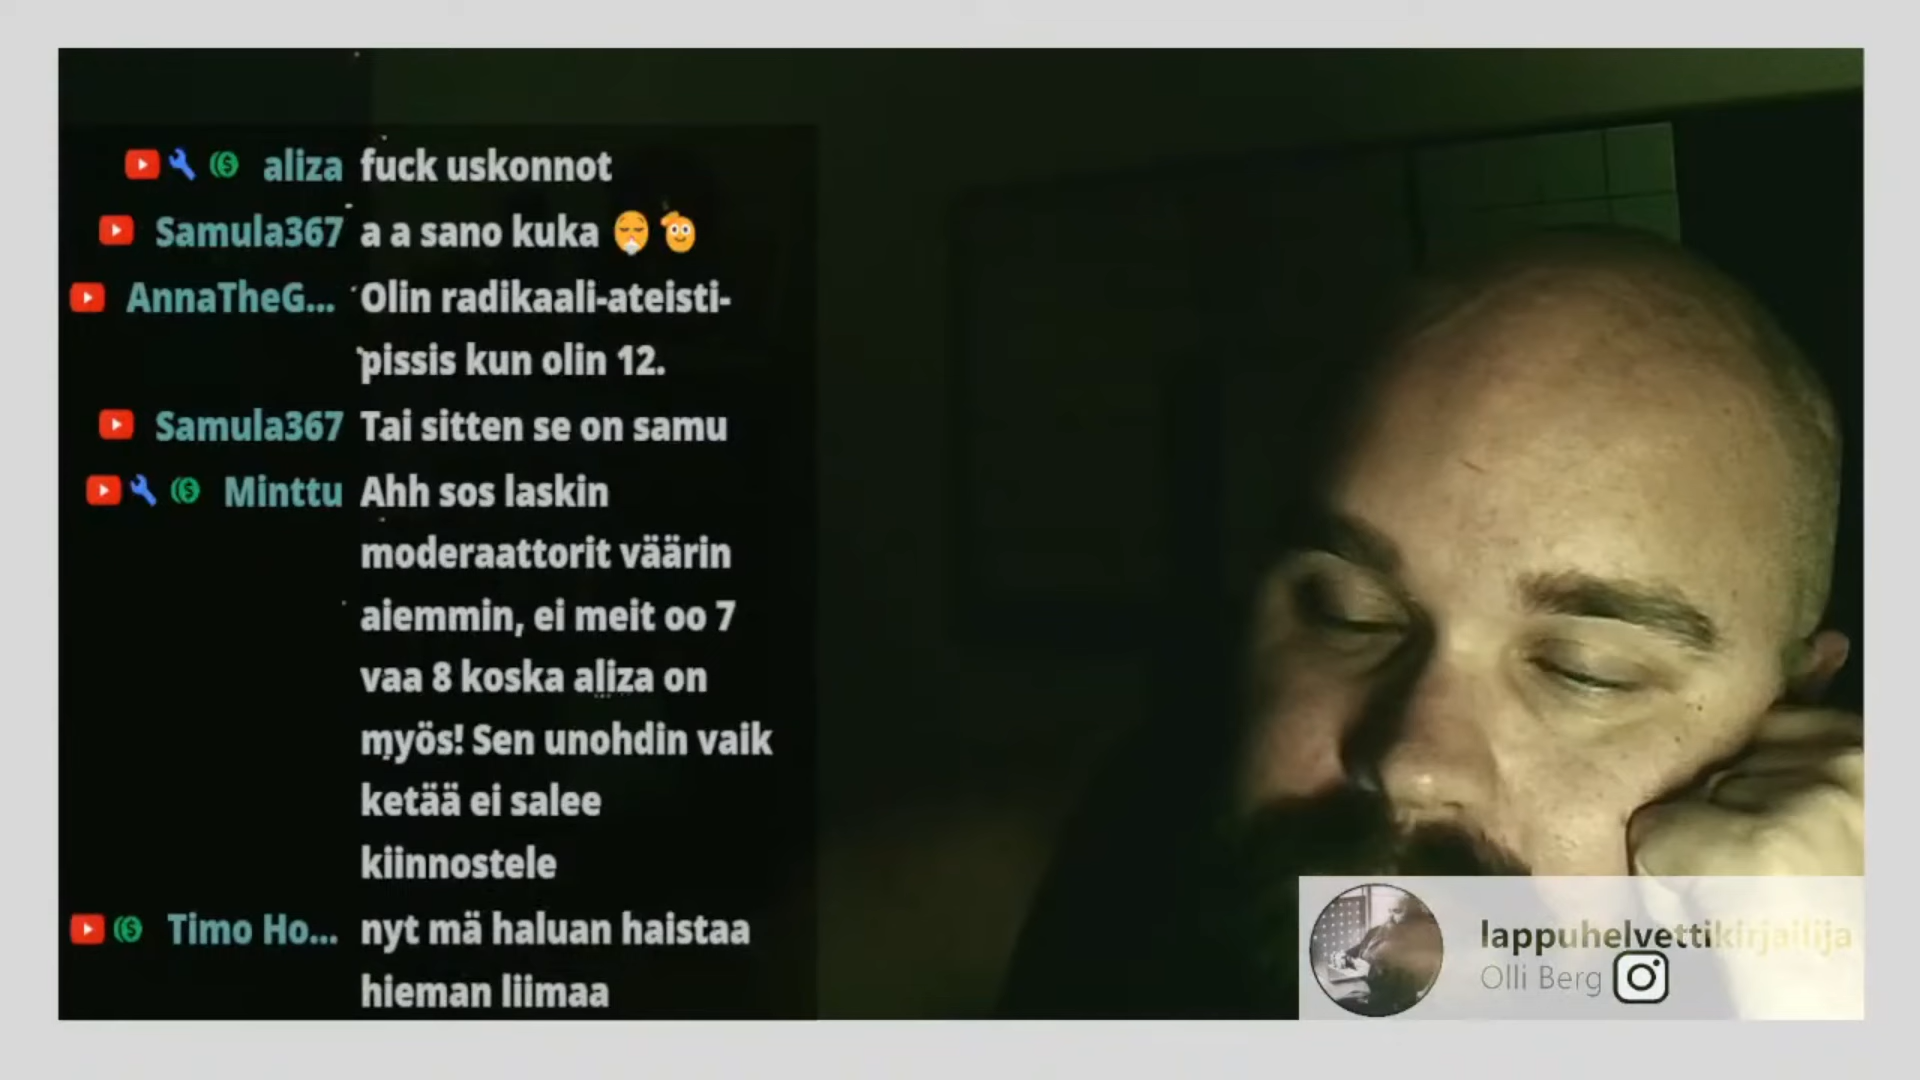 aliza fuck uskonnot
Samula367 a a sano kuka
AnnaTheG... Olin radikaali-ateisti-
pissis kun olin 12.
Samula367 Tai sitten se on samu
Minttu Ahh sos laskin
moderaattorit väärin
aiemmin, ei meit oo 7
vaa 8 koska aliza on
myös! Sen unohdin vaik
ketää ei salee
kiinnostele
Timo Ho... nyt mä haluan haistaa
hieman liimaa
lappuhelvettikirjailija
Olli Berg